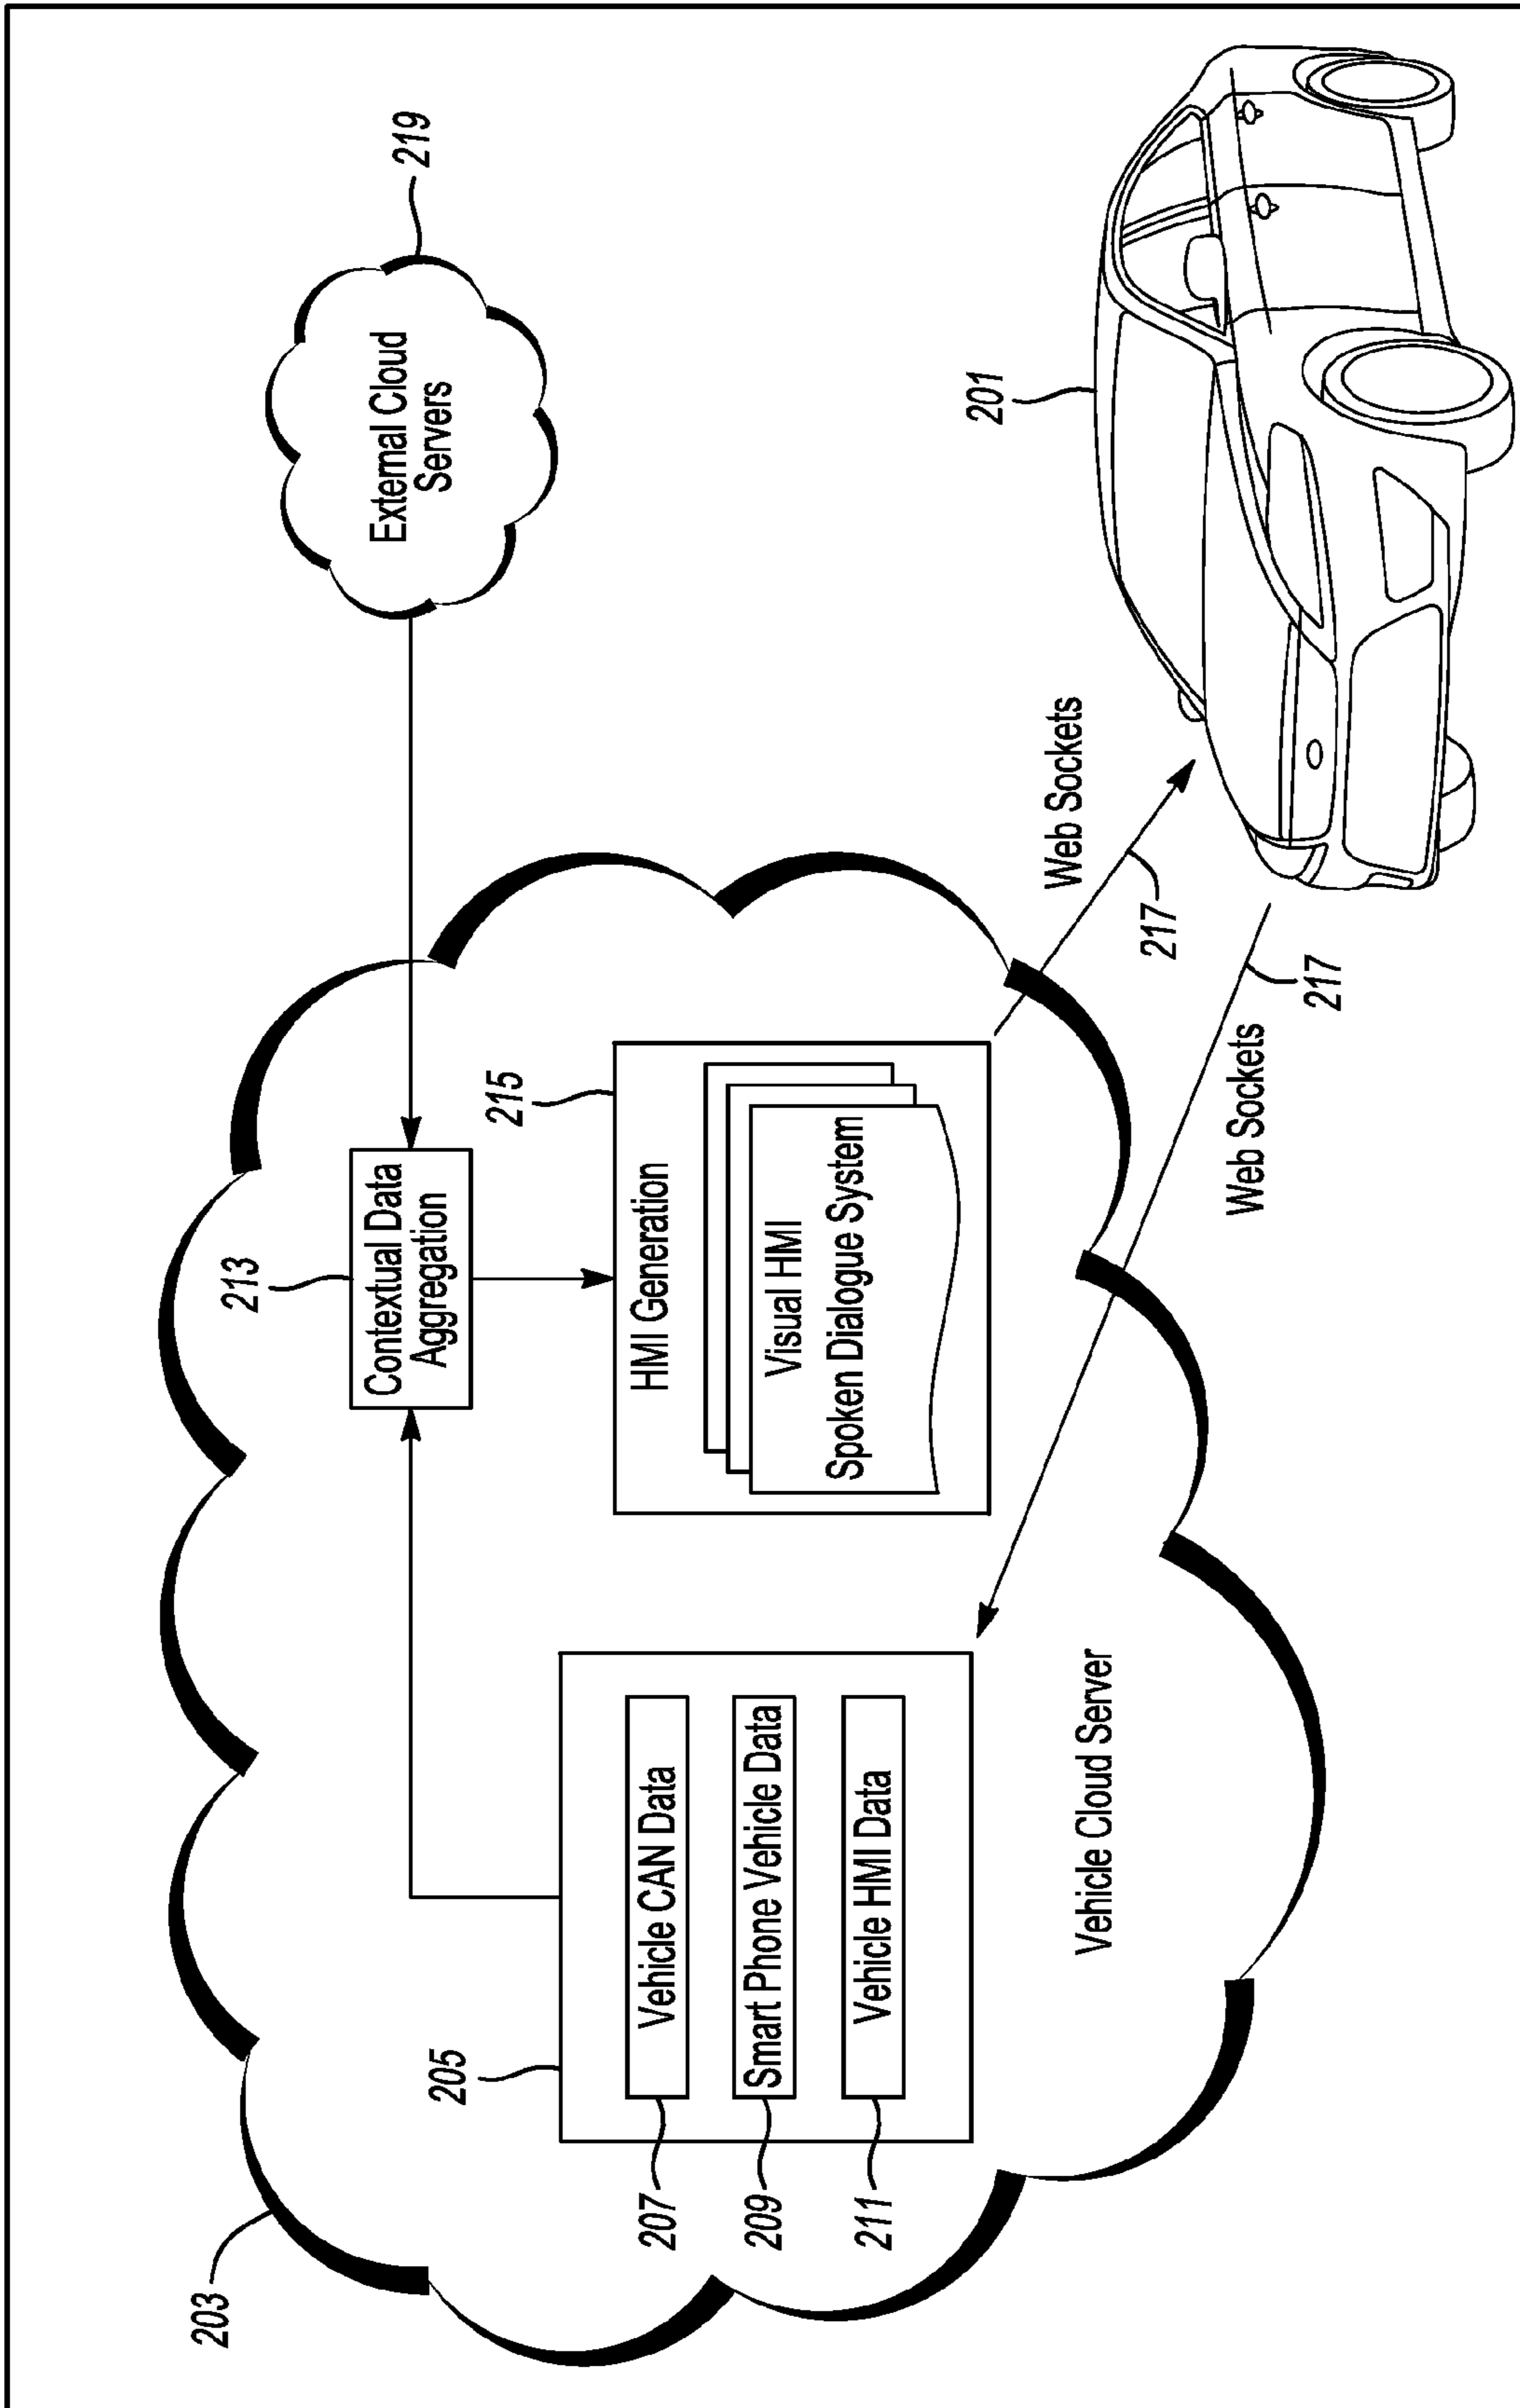 203
205
207
Vehicle CAN Data
209
Smart Phone Vehicle Data
211
Vehicle HMI Data
Vehicle Cloud Server
213
Contextual Data
Aggregation
215
HMI Generation
Visual HMI
Spoken Dialogue System
219
External Cloud
Servers
Web Sockets
217
Web Sockets
217
201